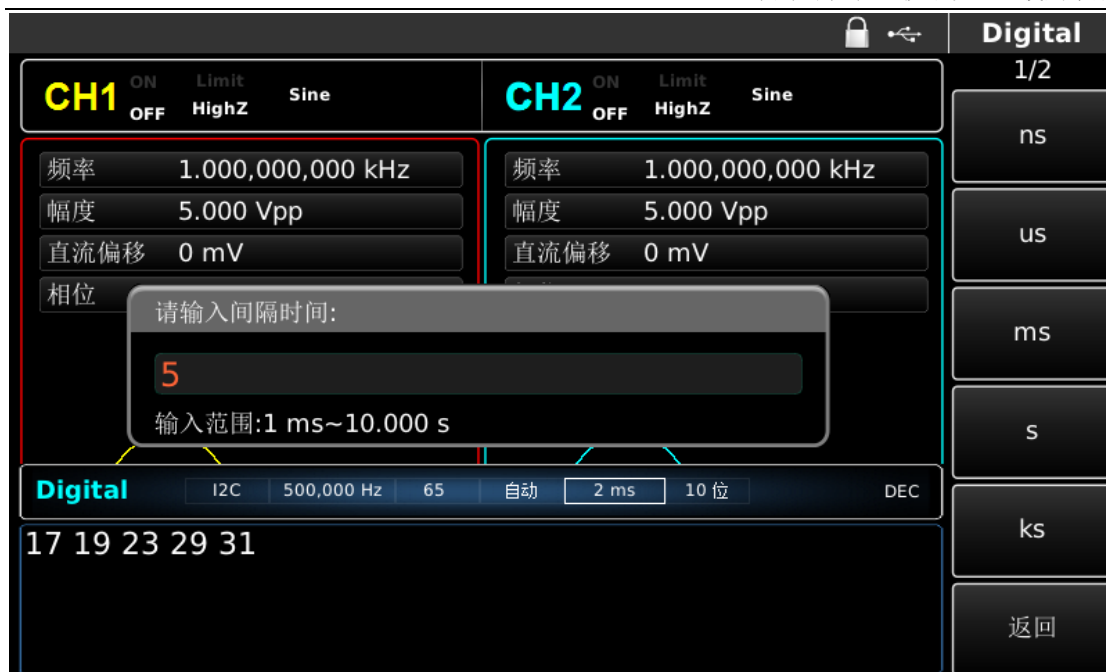 Digital
1/2
CH1 ON OFF Limit HighZ Sine
CH2 ON OFF Limit HighZ Sine
频率 1.000,000,000 kHz
幅度 5.000 Vpp
直流偏移 0 mV
相位
频率 1.000,000,000 kHz
幅度 5.000 Vpp
直流偏移 0 mV
请输入间隔时间:
5
输入范围:1 ms~10.000 s
Digital I2C 500,000 Hz 65 自动 2 ms 10 位 DEC
17 19 23 29 31
ns
us
ms
s
ks
返回